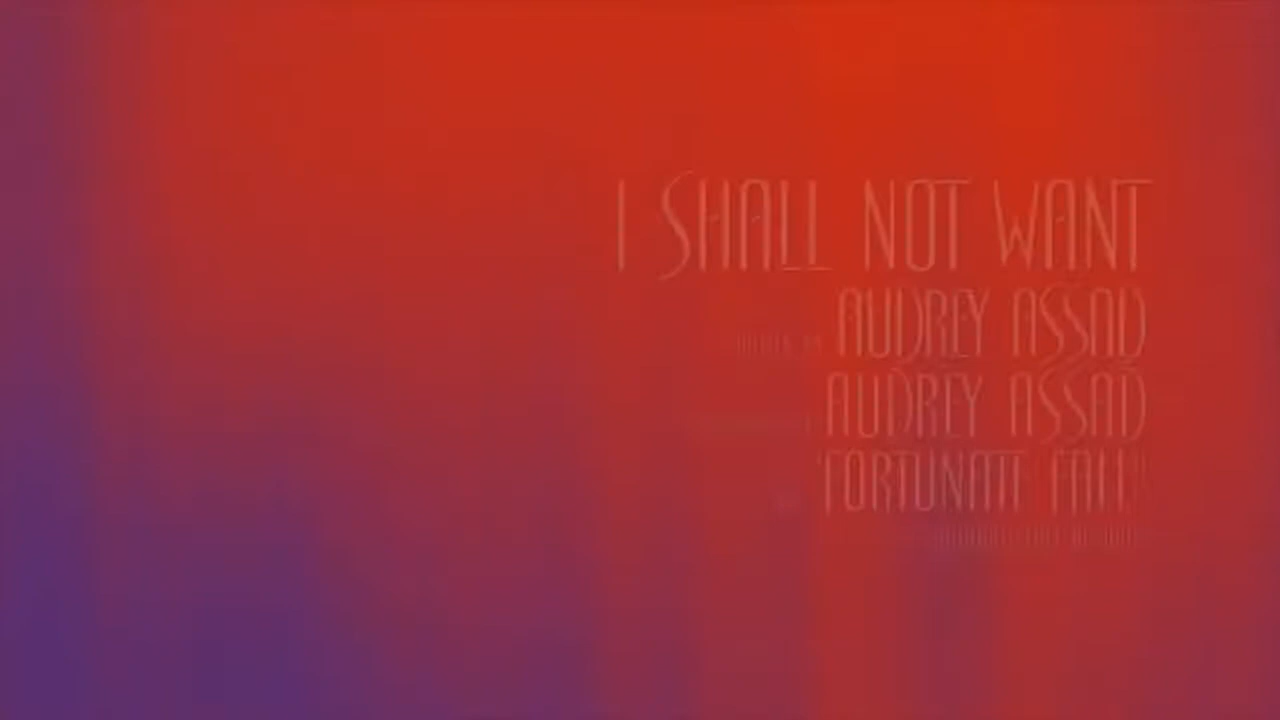 I SHALL NOT WANT
AUDREY ASSAD
AUDREY ASSAD
"FORTUNATE FALL"